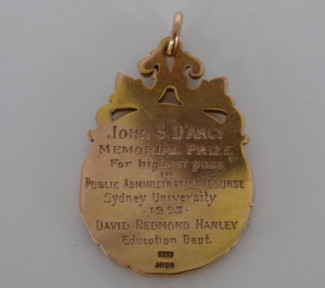 JOHN S. D'ARCY
MEMORIAL PRIZE
For highest pass
IN
PUBLIC ADMINISTRATION COURSE
Sydney University
1923
DAVID REDMOND HANLEY
Education Dept.